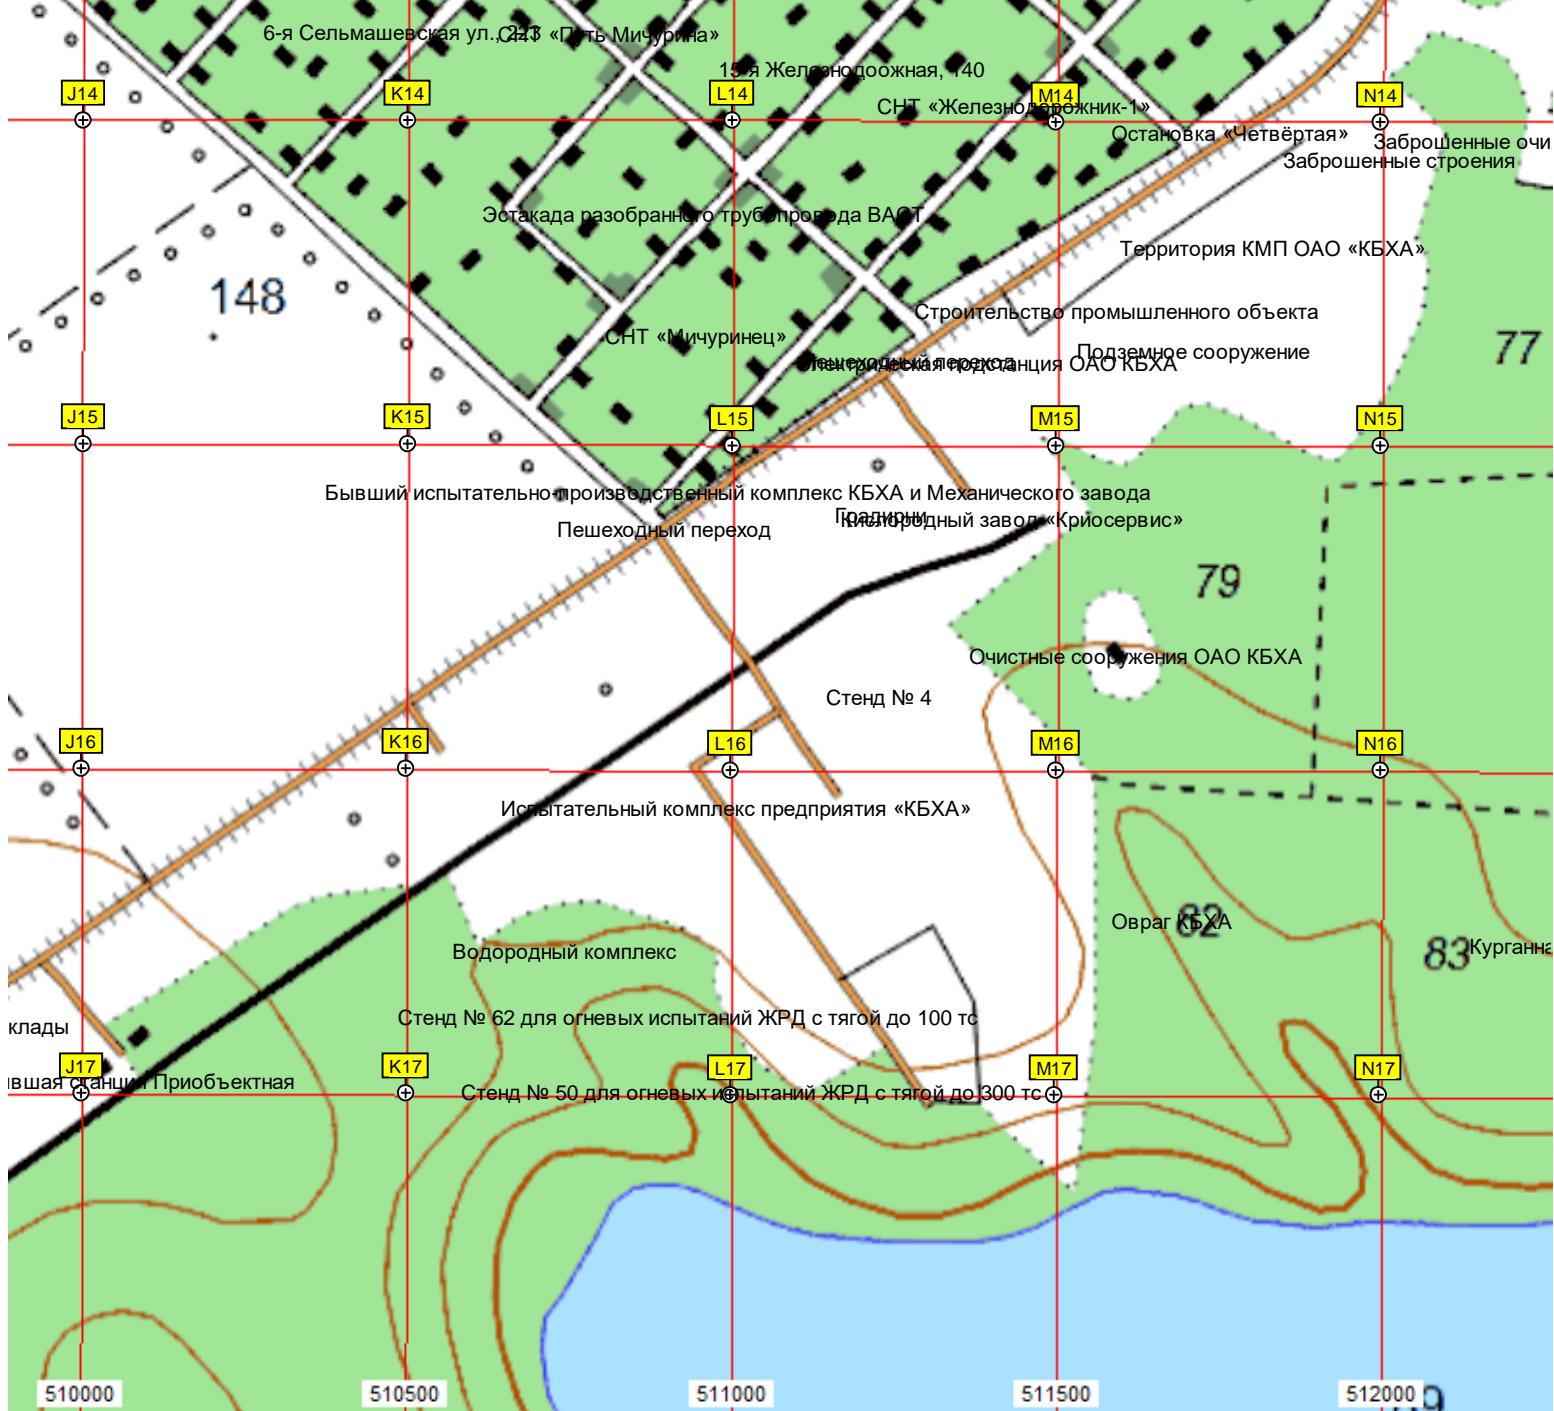 6-я Сельмашевская ул., 223
СНТ «Путь Мичурина»
15-я Железнодоожная, 140
J14
K14
L14
M14
N14
СНТ «Железнодорожник-1»
Остановка «Четвёртая»
Заброшенные очи
Заброшенные строения
Эстакада разобранного трубопровода ВАСТ
Территория КМП ОАО «КБХА»
148
Строительство промышленного объекта
СНТ «Мичуринец»
77
Подземное сооружение
Пешеходный переход
Электрическая подстанция ОАО КБХА
J15
K15
L15
M15
N15
Бывший испытательно-производственный комплекс КБХА и Механического завода
Градирни
Кислородный завод «Криосервис»
Пешеходный переход
79
Очистные сооружения ОАО КБХА
Стенд № 4
J16
K16
L16
M16
N16
Испытательный комплекс предприятия «КБХА»
Овраг КБХА
82
Водородный комплекс
83
Курганна
Стенд № 62 для огневых испытаний ЖРД с тягой до 100 тс
клады
J17
K17
L17
M17
N17
вшая станция Приобъектная
Стенд № 50 для огневых испытаний ЖРД с тягой до 300 тс
510000
510500
511000
511500
512000